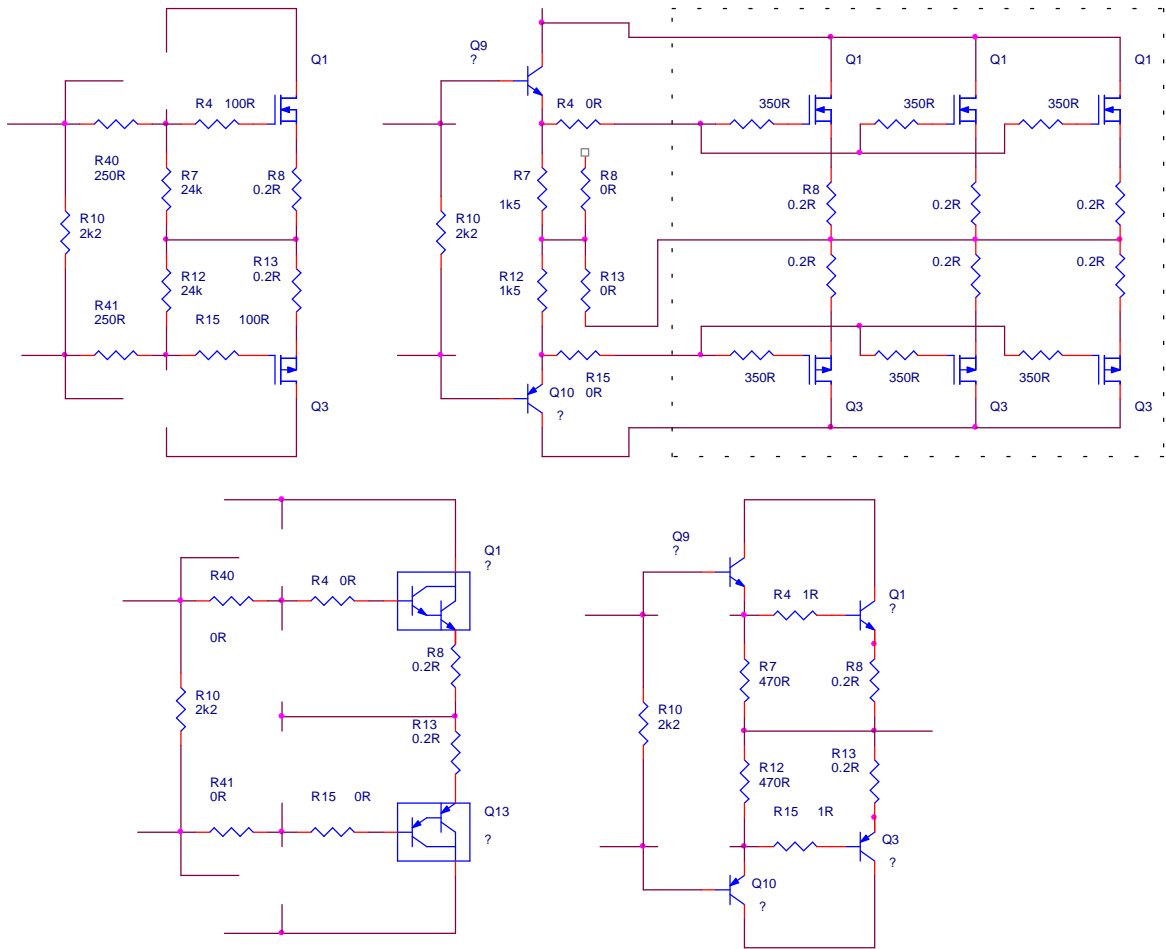 Q1
R4 100R
R40
250R
R7
24k
R8
0.2R
R10
2k2
R12
24k
R13
0.2R
R41
250R
R15 100R
Q3
Q9
?
R4 0R
R7
1k5
R8
0R
R10
2k2
R12
1k5
R13
0R
R15
0R
Q10
?
Q1
Q1
Q1
350R
350R
350R
R8
0.2R
0.2R
0.2R
0.2R
0.2R
0.2R
350R
350R
350R
Q3
Q3
Q3
Q1
?
R40
0R
R4 0R
R8
0.2R
R10
2k2
R13
0.2R
R41
0R
R15 0R
Q13
?
Q9
?
R4 1R
Q1
?
R7
470R
R8
0.2R
R10
2k2
R12
470R
R13
0.2R
R15 1R
Q3
?
Q10
?